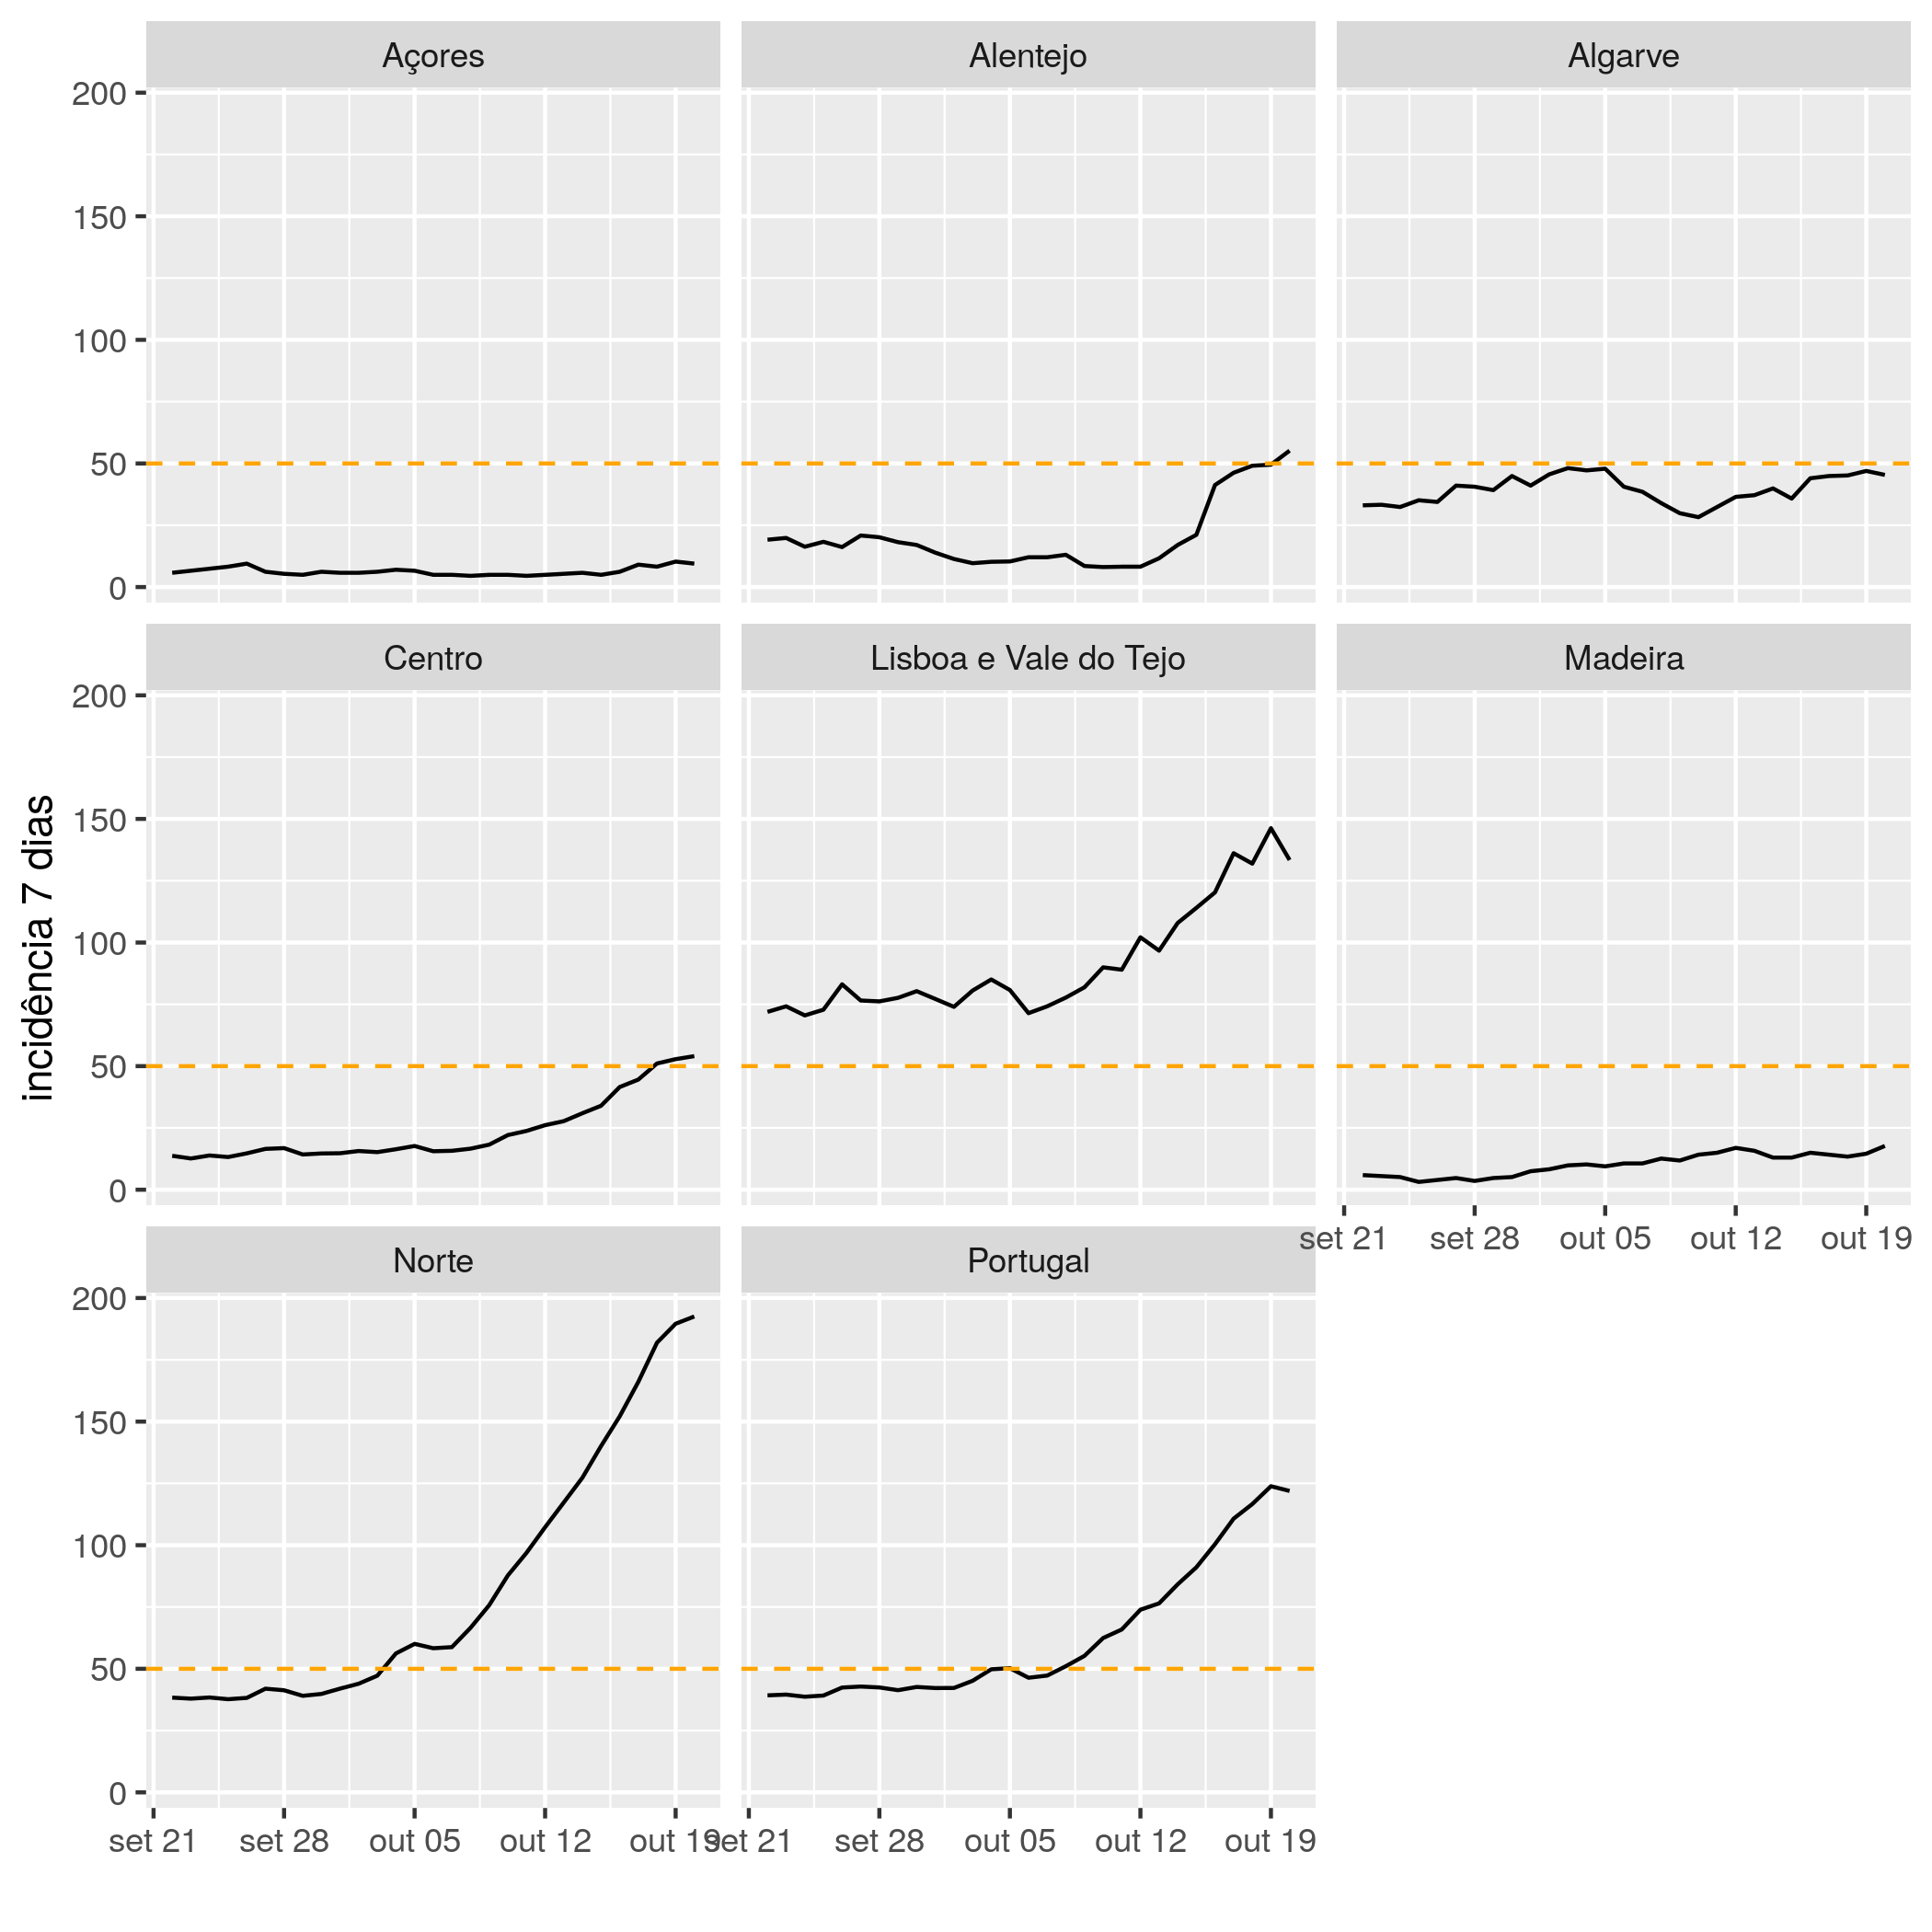 Açores
Alentejo
Algarve
200
150
100
50
0
Centro
Lisboa e Vale do Tejo
Madeira
200
150
100
50
0
incidência 7 dias
set 21
set 28
out 05
out 12
out 19
Norte
Portugal
200
150
100
50
0
set 21
set 28
out 05
out 12
out 19
set 21
set 28
out 05
out 12
out 19